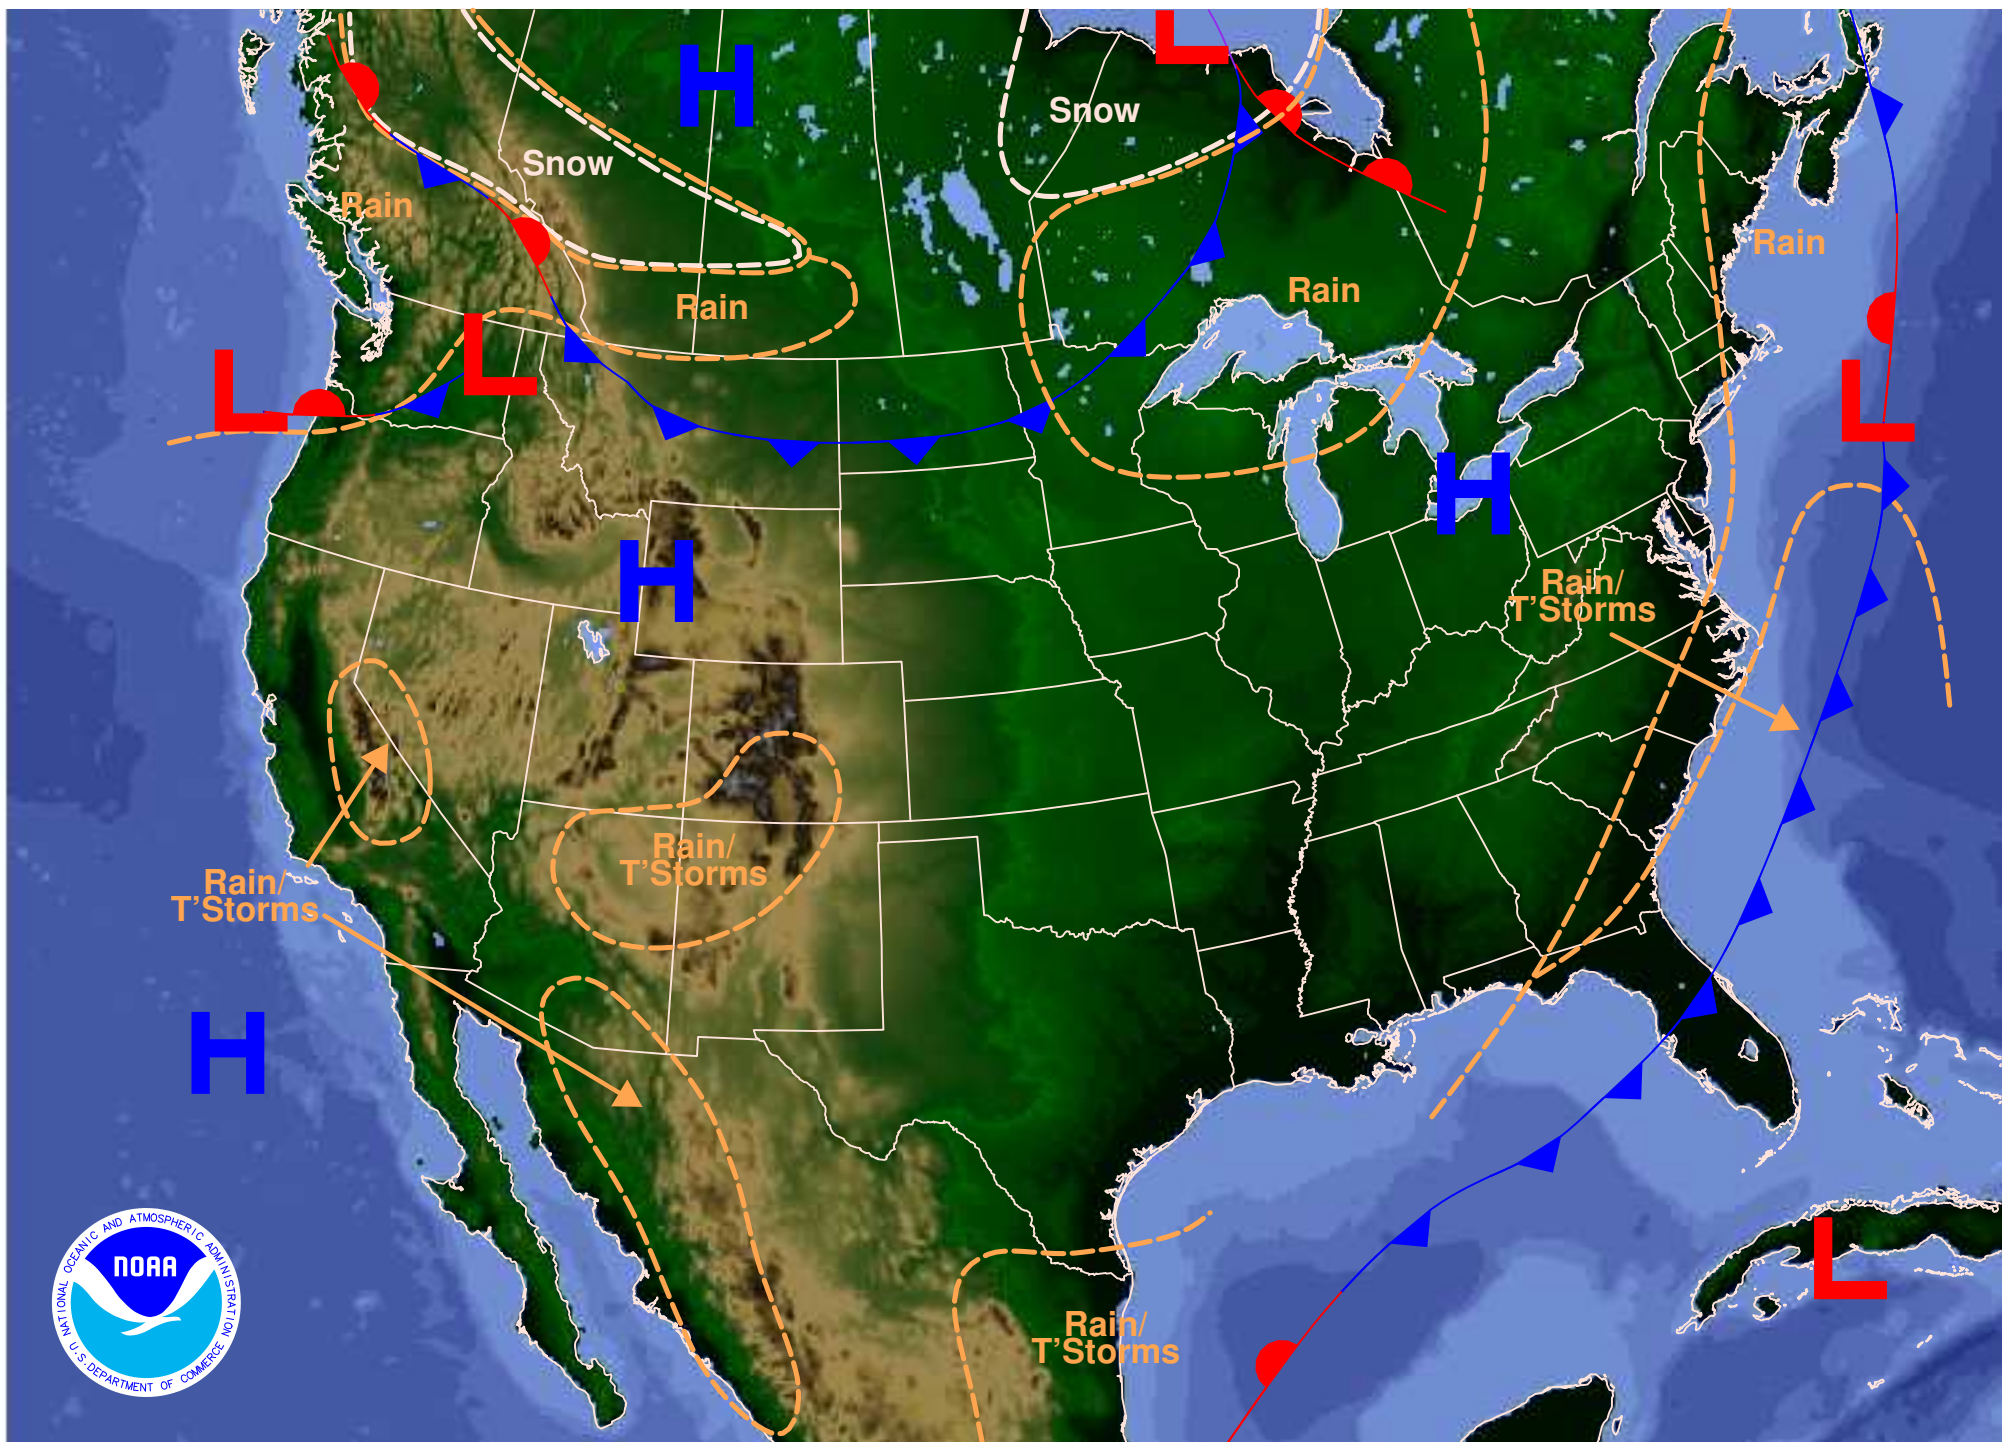 L
H
Snow
Snow
Rain
Rain
Rain
Rain
L
L
L
H
H
Rain/
T'Storms
Rain/
T'Storms
Rain/
T'Storms
H
L
Rain/
T'Storms
NATIONAL OCEANIC AND ATMOSPHERIC ADMINISTRATION
NOAA
U.S. DEPARTMENT OF COMMERCE